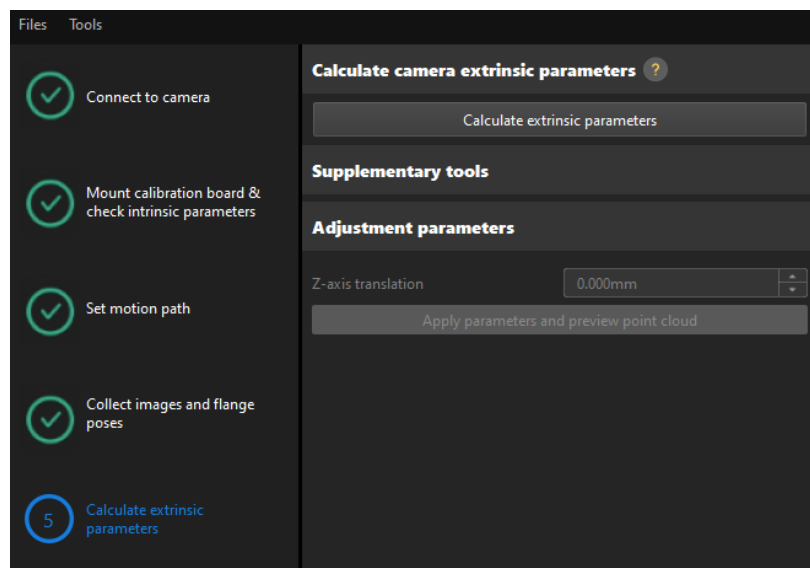 Files Tools
Connect to camera
Mount calibration board &
check intrinsic parameters
Set motion path
Collect images and flange
poses
5
Calculate extrinsic
parameters
Calculate camera extrinsic parameters ?
Calculate extrinsic parameters
Supplementary tools
Adjustment parameters
Z-axis translation 0.000mm
Apply parameters and preview point cloud